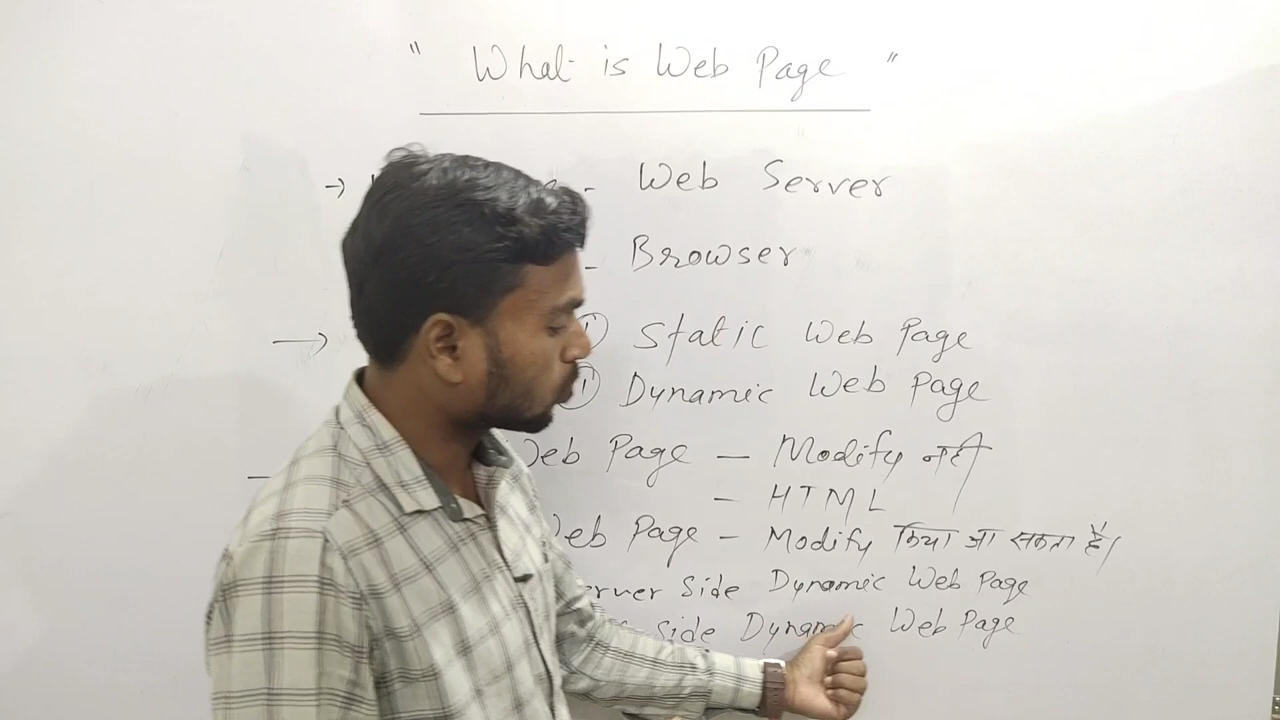 " What is Web Page "
→ - Web Server
- Browser
→ ① Static Web Page
Dynamic Web Page
Web Page - Modify नही
- HTML
Web Page - Modify किया जा सकता है।
Server Side Dynamic Web Page
Side Dynamic Web Page